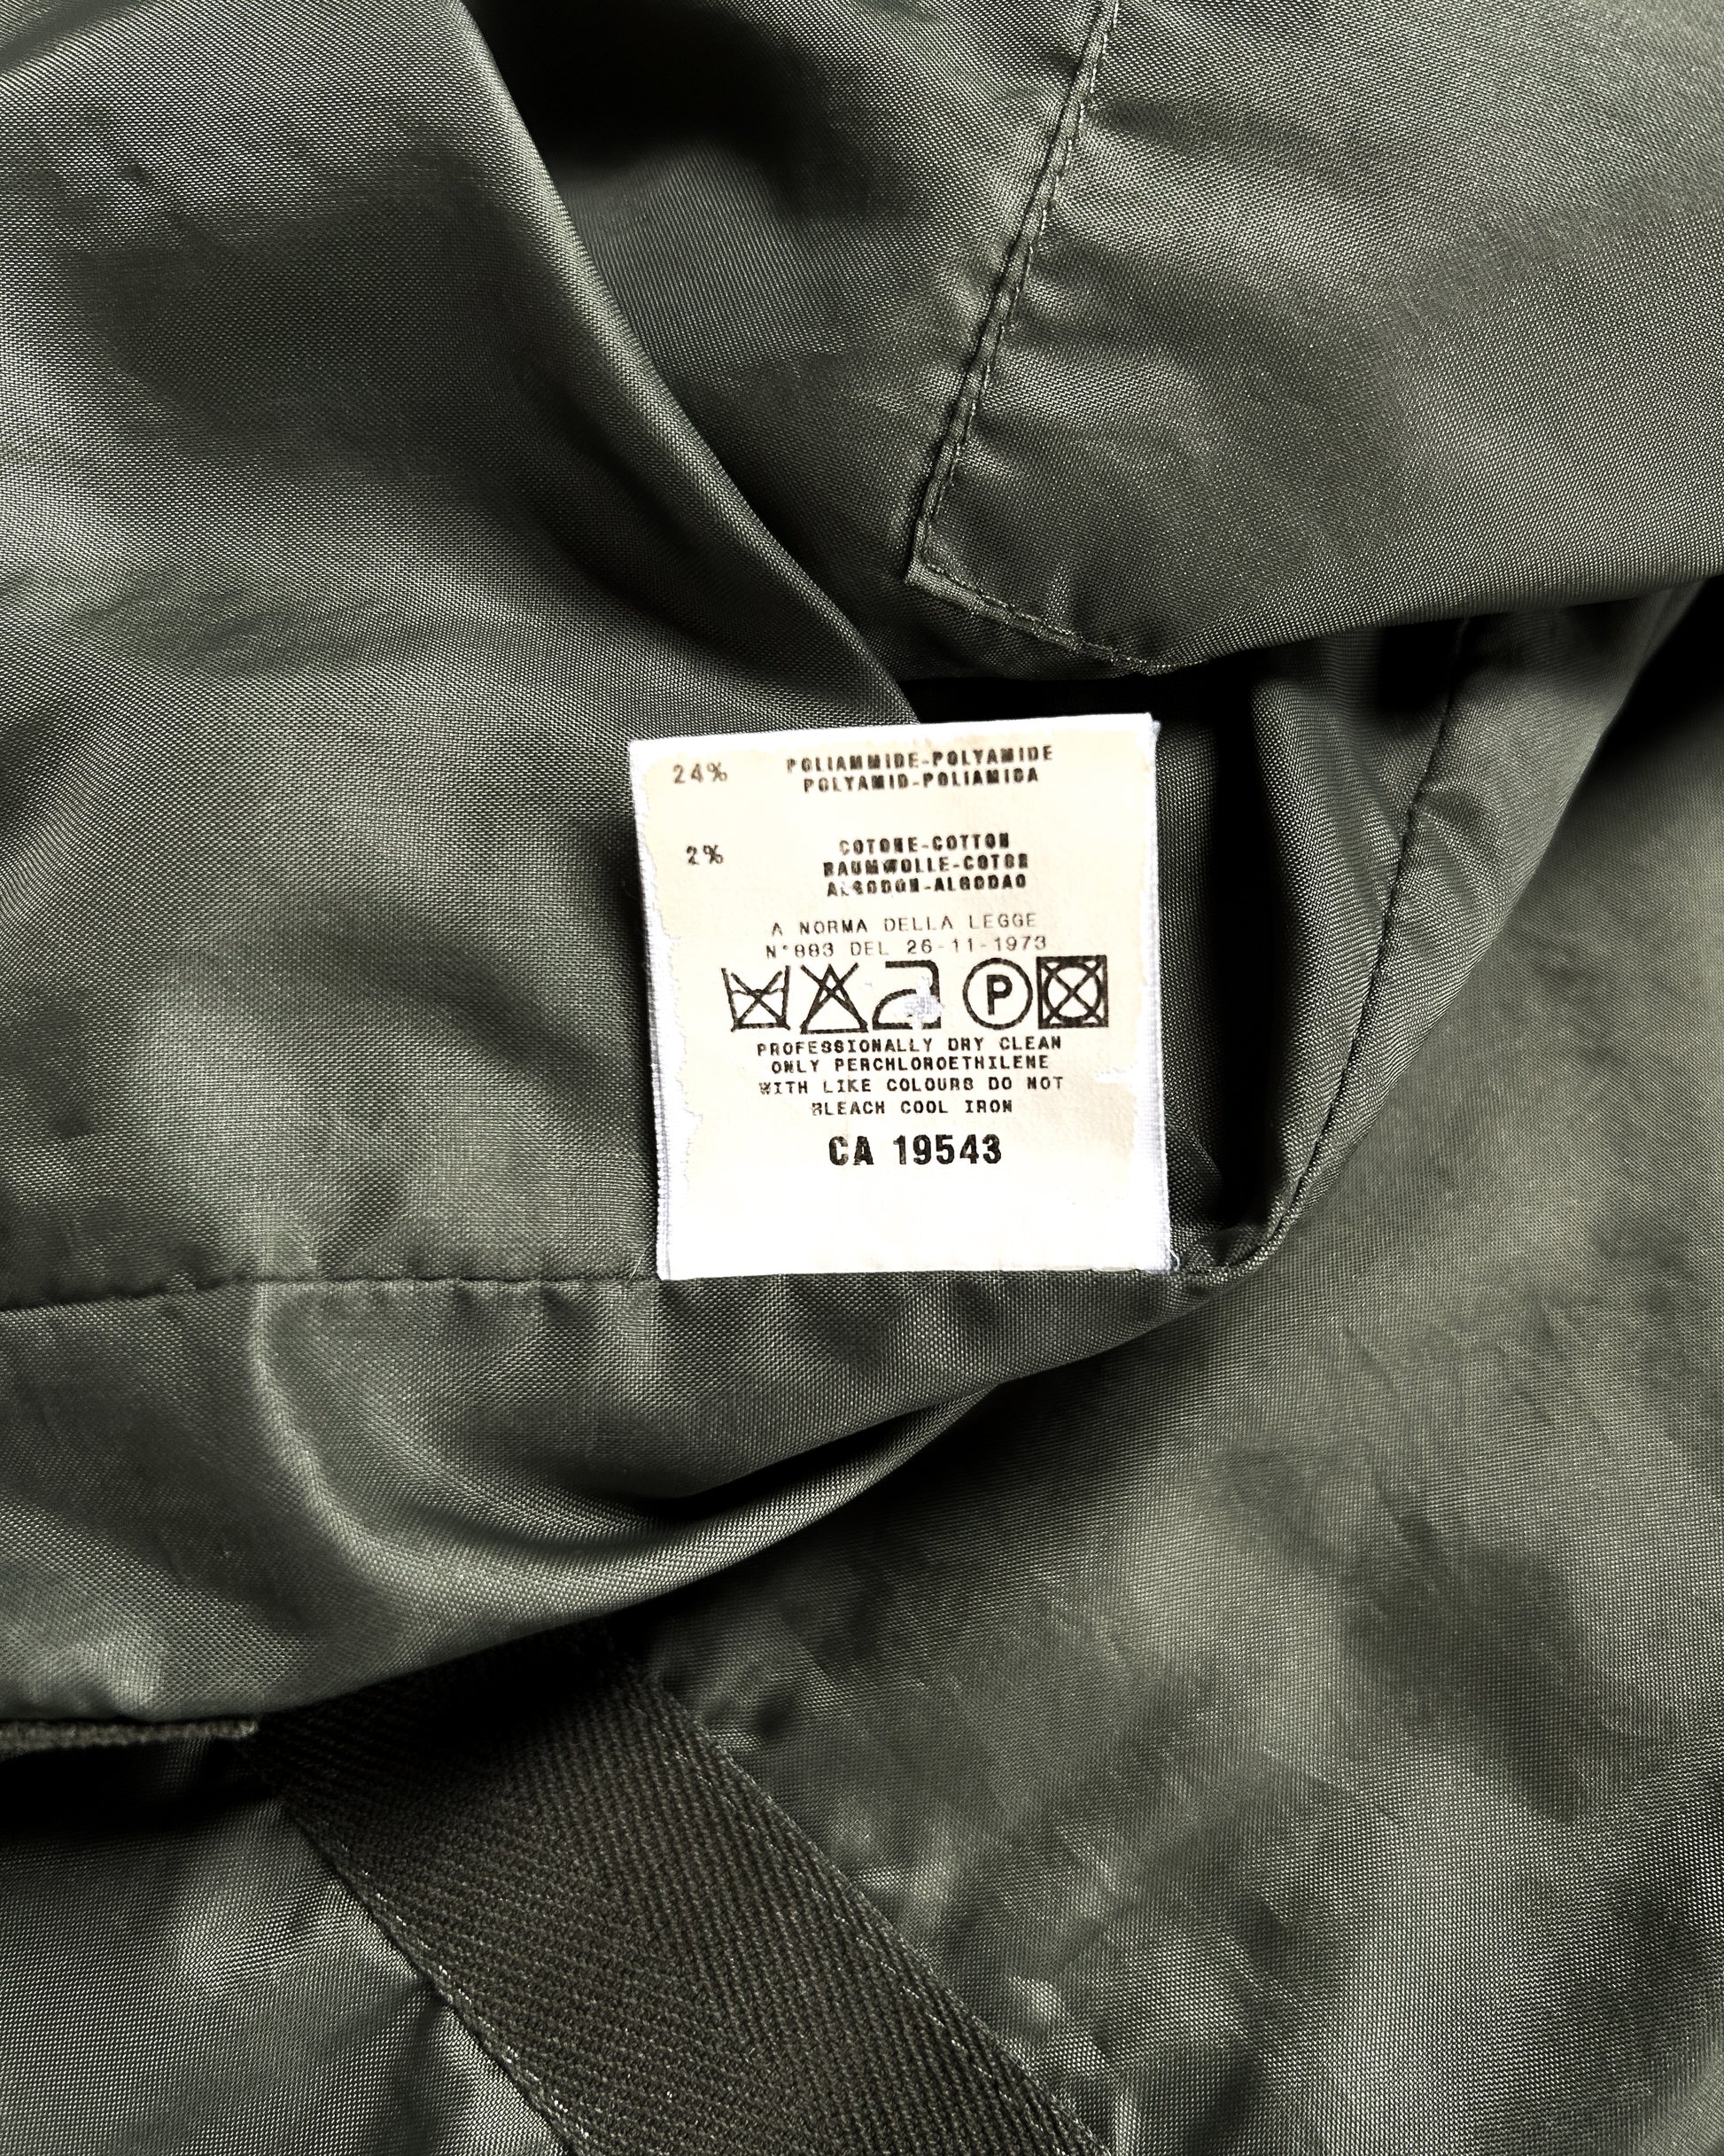 24% POLIAMMIDE-POLYAMIDE
POLYAMID-POLIAMIDA
2% COTONE-COTTON
BAUMWOLLE-COTON
ALGODON-ALGODAO
A NORMA DELLA LEGGE
N°883 DEL 26-11-1973
P
PROFESSIONALLY DRY CLEAN
ONLY PERCHLOROETHILENE
WITH LIKE COLOURS DO NOT
BLEACH COOL IRON
CA 19543